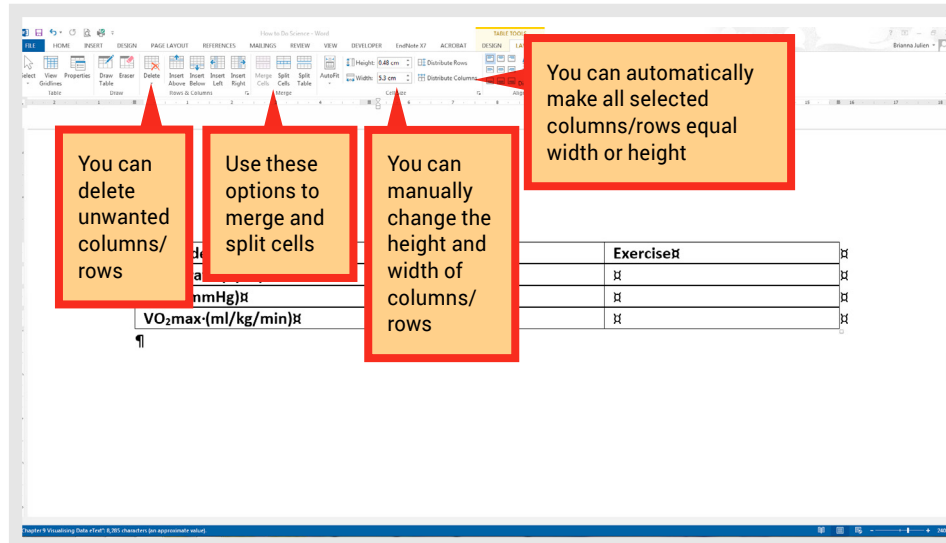 How to Do Science - Word
TABLE TOOLS
FILE HOME INSERT DESIGN PAGE LAYOUT REFERENCES MAILINGS REVIEW VIEW DEVELOPER EndNote X7 ACROBAT DESIGN
Brianna Julien
View Gridlines Properties Draw Table Eraser Delete Insert Above Insert Below Insert Left Insert Right Merge Cells Split Cells Split Table AutoFit
Height: 0.48 cm Distribute Rows
Width: 5.3 cm Distribute Columns
Table Draw Rows & Columns Merge
You can automatically
make all selected
columns/rows equal
width or height
You can
delete
unwanted
columns/
rows
Use these
options to
merge and
split cells
You can
manually
change the
height and
width of
columns/
rows
Exercise¤ ¤
¤ ¤
mmHg)¤ ¤ ¤
VO₂max·(ml/kg/min)¤ ¤ ¤
¶
Chapter 9 Visualising Data eText": 8,285 characters (an approximate value).